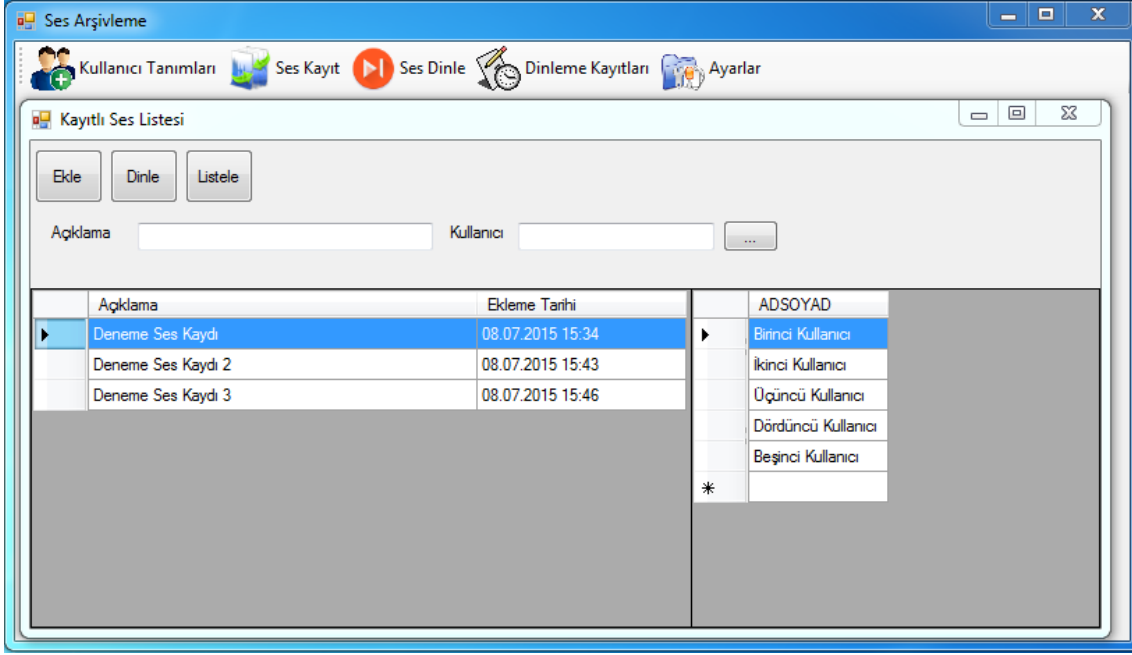 Ses Arşivleme
Kullanıcı Tanımları Ses Kayıt Ses Dinle Dinleme Kayıtları Ayarlar
Kayıtlı Ses Listesi
Ekle Dinle Listele
Açıklama Kullanıcı ...
Açıklama Ekleme Tarihi ADSOYAD
Deneme Ses Kaydı 08.07.2015 15:34 Birinci Kullanıcı
Deneme Ses Kaydı 2 08.07.2015 15:43 İkinci Kullanıcı
Deneme Ses Kaydı 3 08.07.2015 15:46 Üçüncü Kullanıcı
Dördüncü Kullanıcı
Beşinci Kullanıcı